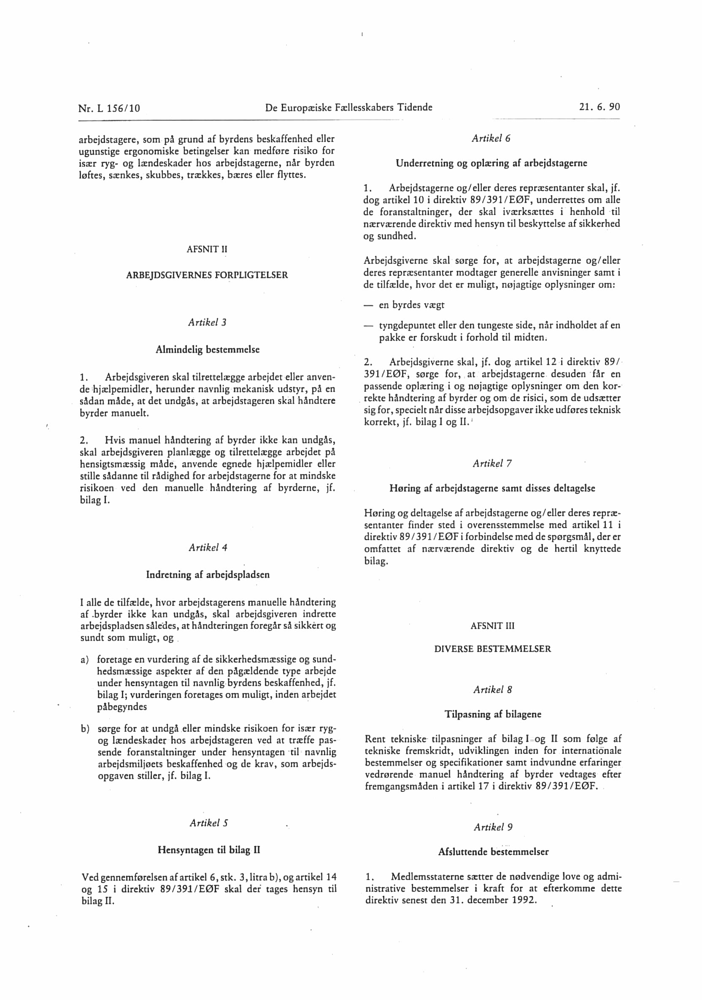 Nr. L 156/10
De Europæiske Fællesskabers Tidende
21. 6. 90
arbejdstagere, som på grund af byrdens beskaffenhed eller
ugunstige ergonomiske betingelser kan medføre risiko for
især ryg- og lændeskader hos arbejdstagerne, når byrden
løftes, sænkes, skubbes, trækkes, bæres eller flyttes.
AFSNIT II
ARBEJDSGIVERNES FORPLIGTELSER
Artikel 3
Almindelig bestemmelse
1. Arbejdsgiveren skal tilrettelægge arbejdet eller anven-
de hjælpemidler, herunder navnlig mekanisk udstyr, på en
sådan måde, at det undgås, at arbejdstageren skal håndtere
byrder manuelt.
2. Hvis manuel håndtering af byrder ikke kan undgås,
skal arbejdsgiveren planlægge og tilrettelægge arbejdet på
hensigtsmæssig måde, anvende egnede hjælpemidler eller
stille sådanne til rådighed for arbejdstagerne for at mindske
risikoen ved den manuelle håndtering af byrderne, jf.
bilag I.
Artikel 4
Indretning af arbejdspladsen
I alle de tilfælde, hvor arbejdstagerens manuelle håndtering
af byrder ikke kan undgås, skal arbejdsgiveren indrette
arbejdspladsen således, at håndteringen foregår så sikkert og
sundt som muligt, og
a) foretage en vurdering af de sikkerhedsmæssige og sund-
hedsmæssige aspekter af den pågældende type arbejde
under hensyntagen til navnlig byrdens beskaffenhed, jf.
bilag I; vurderingen foretages om muligt, inden arbejdet
påbegyndes
b) sørge for at undgå eller mindske risikoen for især ryg-
og lændeskader hos arbejdstageren ved at træffe pas-
sende foranstaltninger under hensyntagen til navnlig
arbejdsmiljøets beskaffenhed og de krav, som arbejds-
opgaven stiller, jf. bilag I.
Artikel 5
Hensyntagen til bilag II
Ved gennemførelsen af artikel 6, stk. 3, litra b), og artikel 14
og 15 i direktiv 89/391/EØF skal der tages hensyn til
bilag II.
Artikel 6
Underretning og oplæring af arbejdstagerne
1. Arbejdstagerne og/eller deres repræsentanter skal, jf.
dog artikel 10 i direktiv 89/391/EØF, underrettes om alle
de foranstaltninger, der skal iværksættes i henhold til
nærværende direktiv med hensyn til beskyttelse af sikkerhed
og sundhed.
Arbejdsgiverne skal sørge for, at arbejdstagerne og/eller
deres repræsentanter modtager generelle anvisninger samt i
de tilfælde, hvor det er muligt, nøjagtige oplysninger om:
— en byrdes vægt
— tyngdepuntet eller den tungeste side, når indholdet af en
pakke er forskudt i forhold til midten.
2. Arbejdsgiverne skal, jf. dog artikel 12 i direktiv 89/
391/EØF, sørge for, at arbejdstagerne desuden får en
passende oplæring i og nøjagtige oplysninger om den kor-
rekte håndtering af byrder og om de risici, som de udsætter
sig for, specielt når disse arbejdsopgaver ikke udføres teknisk
korrekt, jf. bilag I og II.
Artikel 7
Høring af arbejdstagerne samt disses deltagelse
Høring og deltagelse af arbejdstagerne og/eller deres repræ-
sentanter finder sted i overensstemmelse med artikel 11 i
direktiv 89/391/EØF i forbindelse med de spørgsmål, der er
omfattet af nærværende direktiv og de hertil knyttede
bilag.
AFSNIT III
DIVERSE BESTEMMELSER
Artikel 8
Tilpasning af bilagene
Rent tekniske tilpasninger af bilag I og II som følge af
tekniske fremskridt, udviklingen inden for internationale
bestemmelser og specifikationer samt indvundne erfaringer
vedrørende manuel håndtering af byrder vedtages efter
fremgangsmåden i artikel 17 i direktiv 89/391/EØF.
Artikel 9
Afsluttende bestemmelser
1. Medlemsstaterne sætter de nødvendige love og admi-
nistrative bestemmelser i kraft for at efterkomme dette
direktiv senest den 31. december 1992.